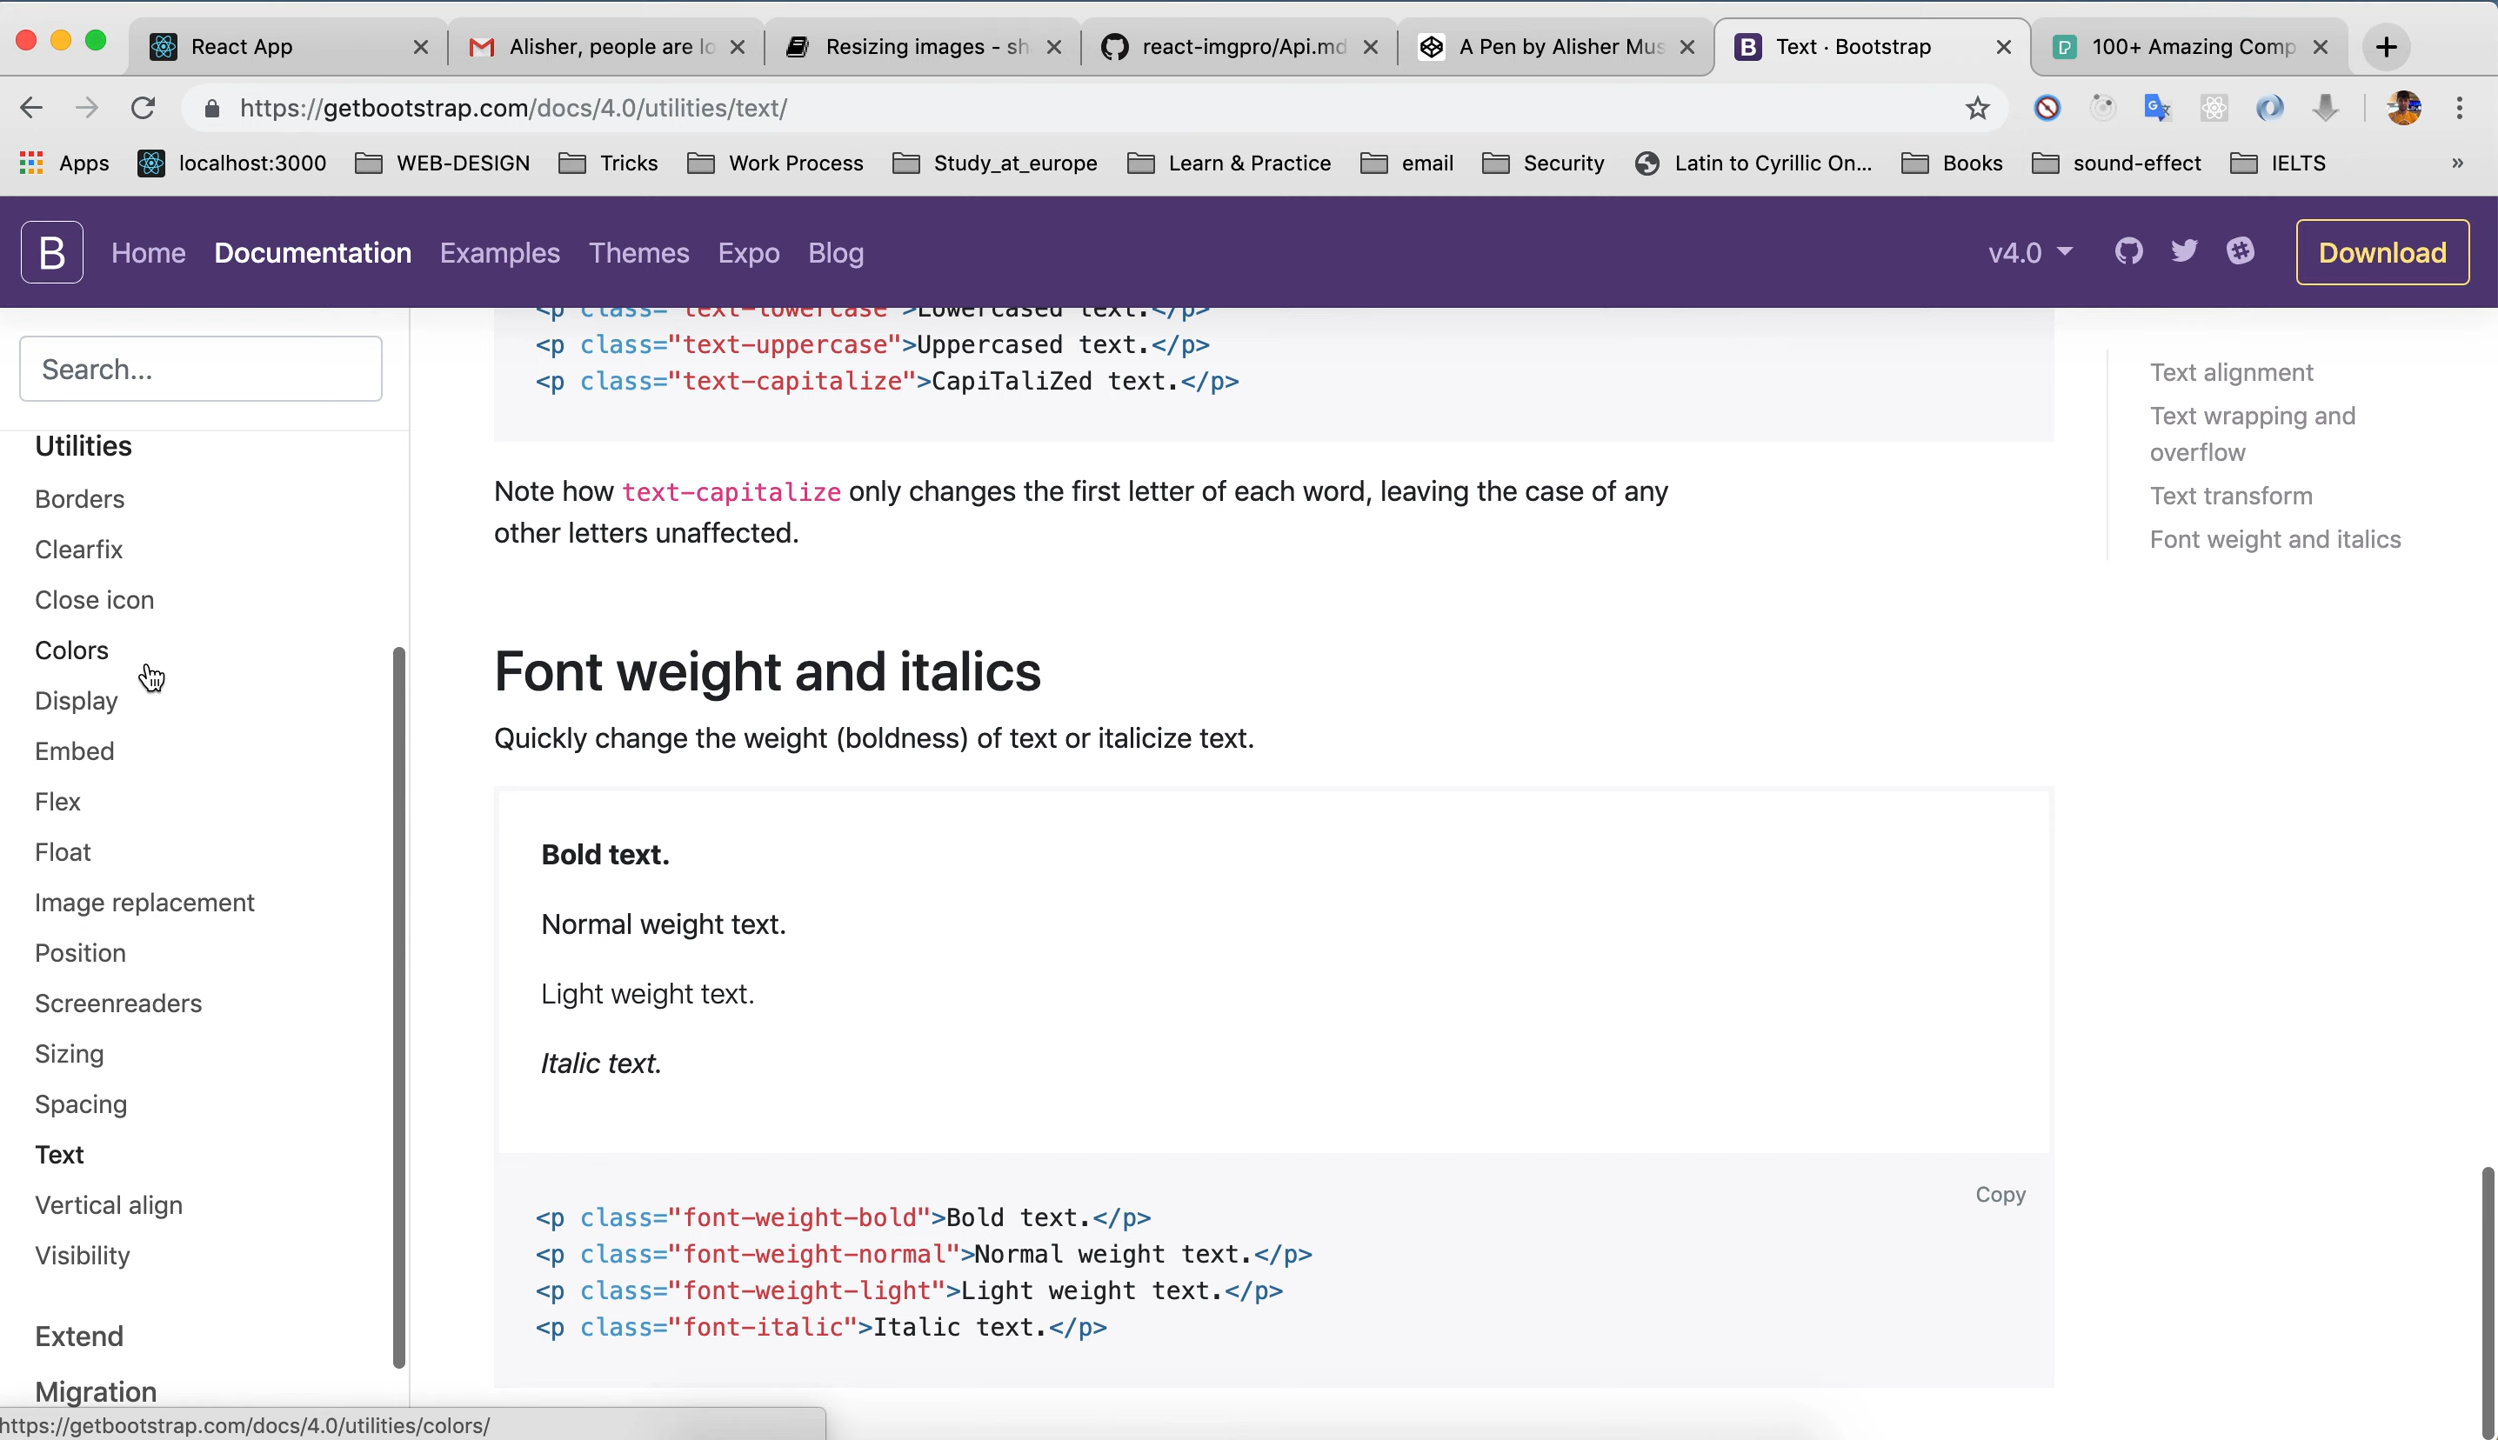 React App
Alisher, people are lo
Resizing images - sh
react-imgpro/Api.md
A Pen by Alisher Mus
Text · Bootstrap
100+ Amazing Comp
https://getbootstrap.com/docs/4.0/utilities/text/
Apps
localhost:3000
WEB-DESIGN
Tricks
Work Process
Study_at_europe
Learn & Practice
email
Security
Latin to Cyrillic On...
Books
sound-effect
IELTS
»
B
Home
Documentation
Examples
Themes
Expo
Blog
v4.0
Download
Search...
Utilities
Borders
Clearfix
Close icon
Colors
Display
Embed
Flex
Float
Image replacement
Position
Screenreaders
Sizing
Spacing
Text
Vertical align
Visibility
Extend
Migration
https://getbootstrap.com/docs/4.0/utilities/colors/
<p class="text-lowercase">Lowercased text.</p>
<p class="text-uppercase">Uppercased text.</p>
<p class="text-capitalize">CapiTaliZed text.</p>
Note how text-capitalize only changes the first letter of each word, leaving the case of any
other letters unaffected.
Font weight and italics
Quickly change the weight (boldness) of text or italicize text.
Bold text.
Normal weight text.
Light weight text.
Italic text.
Copy
<p class="font-weight-bold">Bold text.</p>
<p class="font-weight-normal">Normal weight text.</p>
<p class="font-weight-light">Light weight text.</p>
<p class="font-italic">Italic text.</p>
Text alignment
Text wrapping and
overflow
Text transform
Font weight and italics